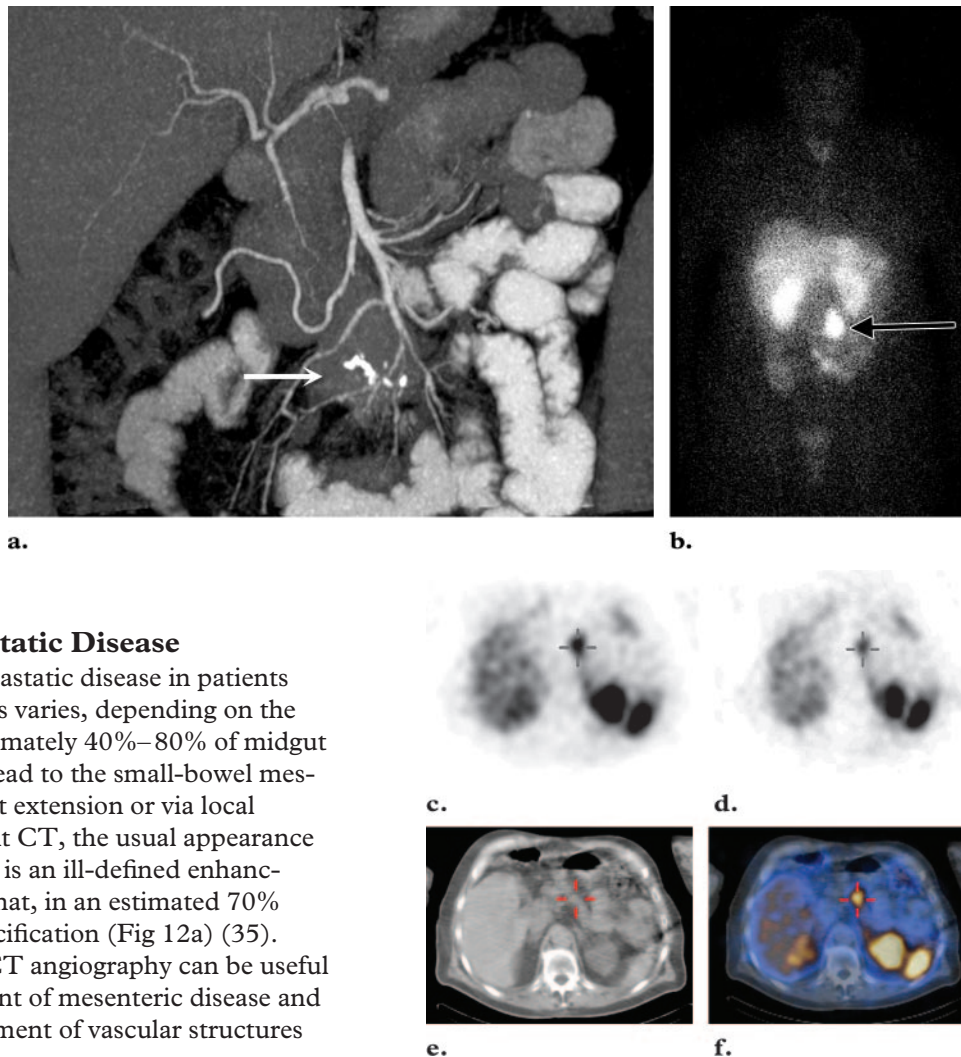 a.
b.
tatic Disease
astatic disease in patients
s varies, depending on the
imately 40%–80% of midgut
ead to the small-bowel mes-
t extension or via local
t CT, the usual appearance
is an ill-defined enhanc-
hat, in an estimated 70%
cification (Fig 12a) (35).
CT angiography can be useful
nt of mesenteric disease and
ment of vascular structures
c.
d.
e.
f.